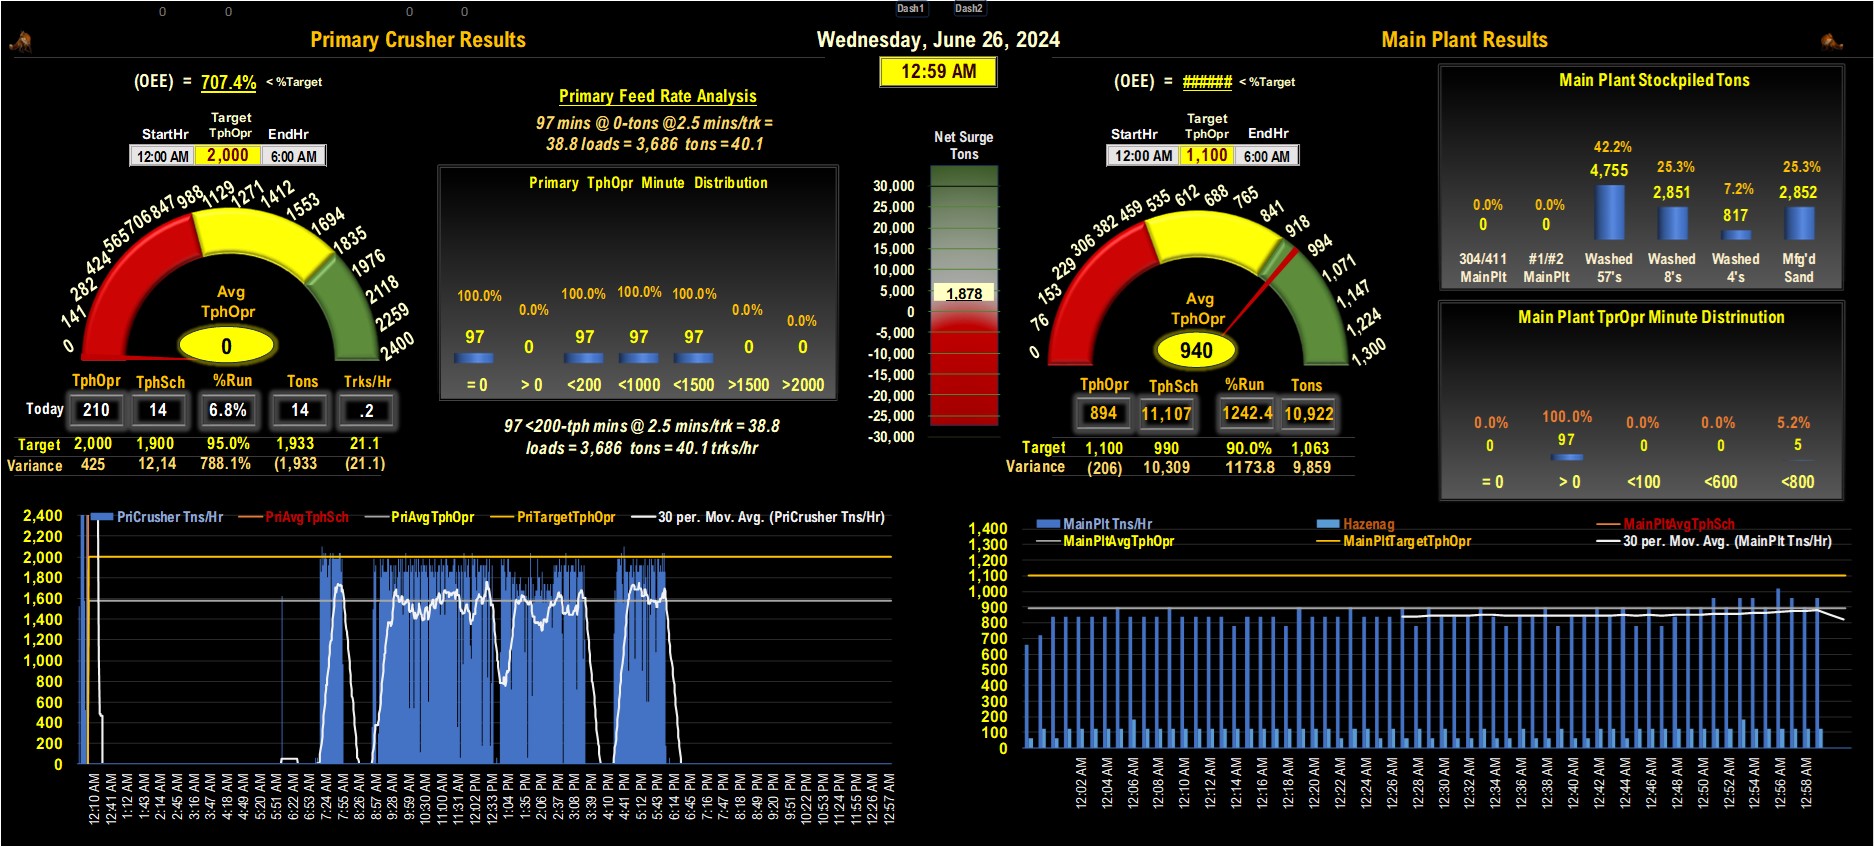 0 0 0 0
Dash1 Dash2
Primary Crusher Results
Wednesday, June 26, 2024
Main Plant Results
12:59 AM
(OEE) = 707.4% < %Target
Target
StartHr TphOpr EndHr
12:00 AM 2,000 6:00 AM
0 141 282 424 565 706 847 988 1129 1271 1412 1553 1694 1835 1976 2118 2259 2400
Avg
TphOpr
0
TphOpr TphSch %Run Tons Trks/Hr
Today 210 14 6.8% 14 .2
Target 2,000 1,900 95.0% 1,933 21.1
Variance 425 12,14 788.1% (1,933 (21.1)
Primary Feed Rate Analysis
97 mins @ 0-tons @2.5 mins/trk =
38.8 loads = 3,686 tons = 40.1
Primary TphOpr Minute Distribution
100.0% 0.0% 100.0% 100.0% 100.0% 0.0% 0.0%
97 0 97 97 97 0 0
= 0 > 0 <200 <1000 <1500 >1500 >2000
97 <200-tph mins @ 2.5 mins/trk = 38.8
loads = 3,686 tons = 40.1 trks/hr
Net Surge
Tons
30,000
25,000
20,000
15,000
10,000
5,000
1,878
0
-5,000
-10,000
-15,000
-20,000
-25,000
-30,000
(OEE) = ###### < %Target
Target
StartHr TphOpr EndHr
12:00 AM 1,100 6:00 AM
0 76 153 229 306 382 459 535 612 688 765 841 918 994 1,071 1,147 1,224 1,300
Avg
TphOpr
940
TphOpr TphSch %Run Tons
894 11,107 1242.4 10,922
Target 1,100 990 90.0% 1,063
Variance (206) 10,309 1173.8 9,859
Main Plant Stockpiled Tons
0.0% 0.0% 42.2% 25.3% 7.2% 25.3%
0 0 4,755 2,851 817 2,852
304/411 #1/#2 Washed Washed Washed Mfg'd
MainPlt MainPlt 57's 8's 4's Sand
Main Plant TprOpr Minute Distrinution
0.0% 100.0% 0.0% 0.0% 5.2%
0 97 0 0 5
= 0 > 0 <100 <600 <800
PriCrusher Tns/Hr PriAvgTphSch PriAvgTphOpr PriTargetTphOpr 30 per. Mov. Avg. (PriCrusher Tns/Hr)
2,400
2,200
2,000
1,800
1,600
1,400
1,200
1,000
800
600
400
200
0
12:10 AM 12:41 AM 1:12 AM 1:43 AM 2:14 AM 2:45 AM 3:16 AM 3:47 AM 4:18 AM 4:49 AM 5:20 AM 5:51 AM 6:22 AM 6:53 AM 7:24 AM 7:55 AM 8:26 AM 8:57 AM 9:28 AM 9:59 AM 10:30 AM 11:00 AM 11:31 AM 12:02 PM 12:33 PM 1:04 PM 1:35 PM 2:06 PM 2:37 PM 3:08 PM 3:39 PM 4:10 PM 4:41 PM 5:12 PM 5:43 PM 6:14 PM 6:45 PM 7:16 PM 7:47 PM 8:18 PM 8:49 PM 9:20 PM 9:51 PM 10:22 PM 10:53 PM 11:24 PM 11:55 PM 12:26 AM 12:57 AM
MainPlt Tns/Hr Hazenag MainPltAvgTphSch
MainPltAvgTphOpr MainPltTargetTphOpr 30 per. Mov. Avg. (MainPlt Tns/Hr)
1,400
1,300
1,200
1,100
1,000
900
800
700
600
500
400
300
200
100
0
12:02 AM 12:04 AM 12:06 AM 12:08 AM 12:10 AM 12:12 AM 12:14 AM 12:16 AM 12:18 AM 12:20 AM 12:22 AM 12:24 AM 12:26 AM 12:28 AM 12:30 AM 12:32 AM 12:34 AM 12:36 AM 12:38 AM 12:40 AM 12:42 AM 12:44 AM 12:46 AM 12:48 AM 12:50 AM 12:52 AM 12:54 AM 12:56 AM 12:58 AM